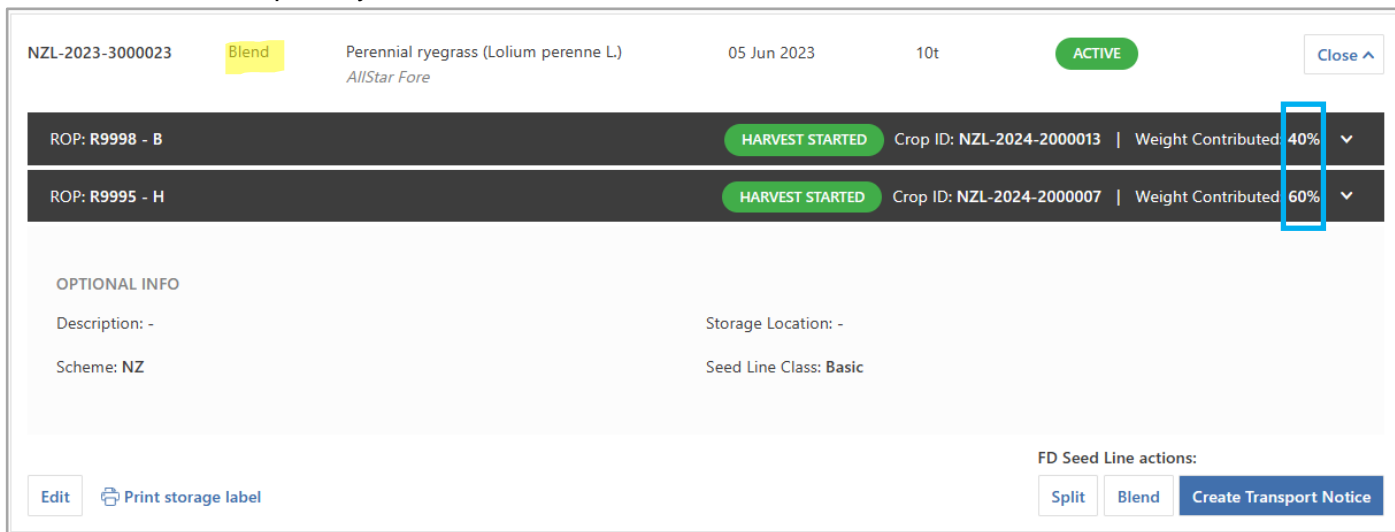 NZL-2023-3000023 Blend Perennial ryegrass (Lolium perenne L.) 05 Jun 2023 10t ACTIVE Close
AllStar Fore
ROP: R9998 - B HARVEST STARTED Crop ID: NZL-2024-2000013 | Weight Contributed: 40%
ROP: R9995 - H HARVEST STARTED Crop ID: NZL-2024-2000007 | Weight Contributed: 60%
OPTIONAL INFO
Description: - Storage Location: -
Scheme: NZ Seed Line Class: Basic
FD Seed Line actions:
Edit Print storage label Split Blend Create Transport Notice